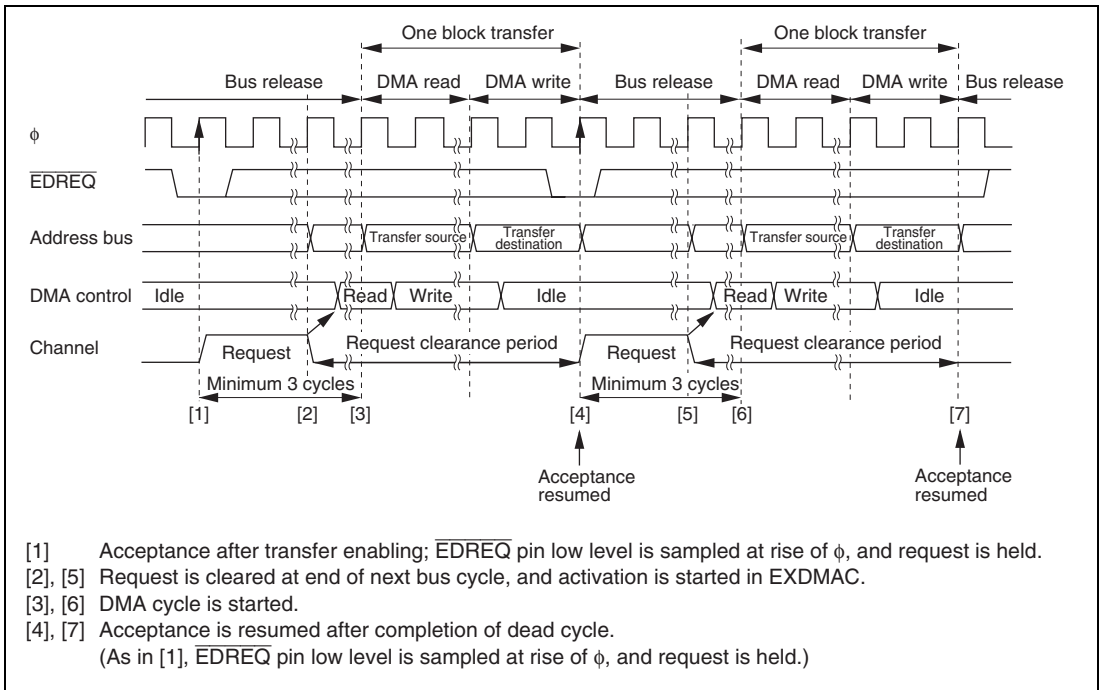 One block transfer One block transfer
Bus release DMA read DMA write Bus release DMA read DMA write Bus release
ϕ
EDREQ
Address bus Transfer source Transfer destination Transfer source Transfer destination
DMA control Idle Read Write Idle Read Write Idle
Channel Request Request clearance period Request Request clearance period
Minimum 3 cycles Minimum 3 cycles
[1] [2] [3] [4] [5] [6] [7]
Acceptance resumed Acceptance resumed
[1] Acceptance after transfer enabling; EDREQ pin low level is sampled at rise of ϕ, and request is held.
[2], [5] Request is cleared at end of next bus cycle, and activation is started in EXDMAC.
[3], [6] DMA cycle is started.
[4], [7] Acceptance is resumed after completion of dead cycle.
(As in [1], EDREQ pin low level is sampled at rise of ϕ, and request is held.)